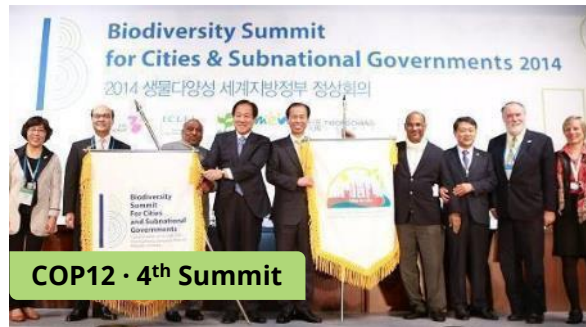 Biodiversity Summit
for Cities & Subnational Governments 2014
2014 생물다양성 세계지방정부 정상회의
Biodiversity
Summit
For Cities
and Subnational
Governments
COP12 · 4th Summit